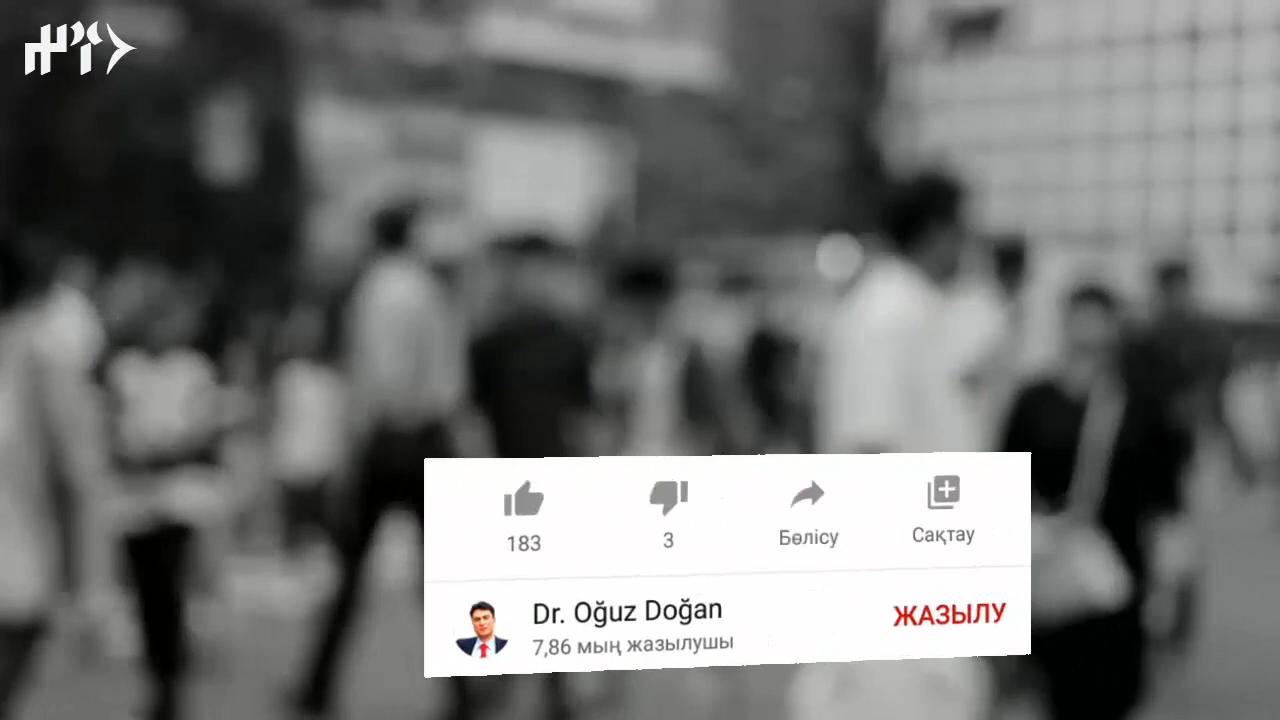 183
3
Бөлісу
Сақтау
Dr. Oğuz Doğan
ЖАЗЫЛУ
7,86 мың жазылушы